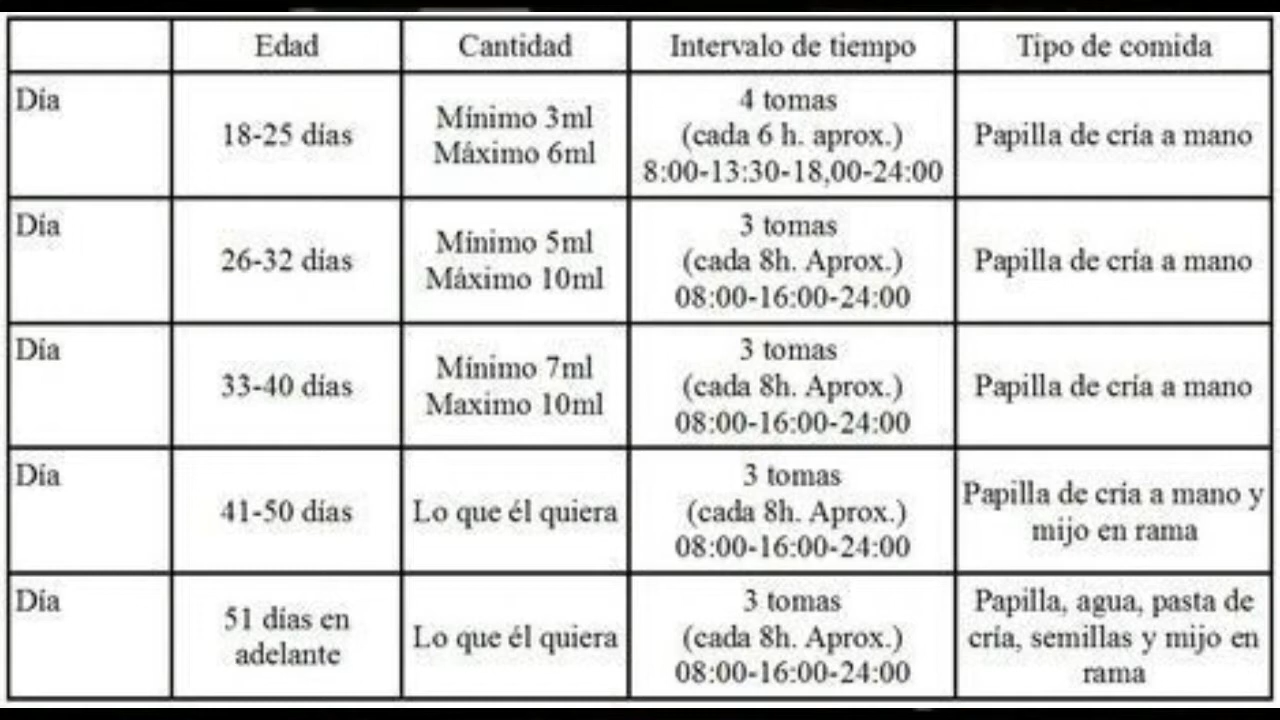 Edad Cantidad Intervalo de tiempo Tipo de comida
Día
18-25 días
Mínimo 3ml
Máximo 6ml
4 tomas
(cada 6 h. aprox.)
8:00-13:30-18,00-24:00
Papilla de cría a mano
Día
26-32 días
Mínimo 5ml
Máximo 10ml
3 tomas
(cada 8h. Aprox.)
08:00-16:00-24:00
Papilla de cría a mano
Día
33-40 días
Mínimo 7ml
Maximo 10ml
3 tomas
(cada 8h. Aprox.)
08:00-16:00-24:00
Papilla de cría a mano
Día
41-50 días
Lo que él quiera
3 tomas
(cada 8h. Aprox.)
08:00-16:00-24:00
Papilla de cría a mano y
mijo en rama
Día
51 días en
adelante
Lo que él quiera
3 tomas
(cada 8h. Aprox.)
08:00-16:00-24:00
Papilla, agua, pasta de
cría, semillas y mijo en
rama